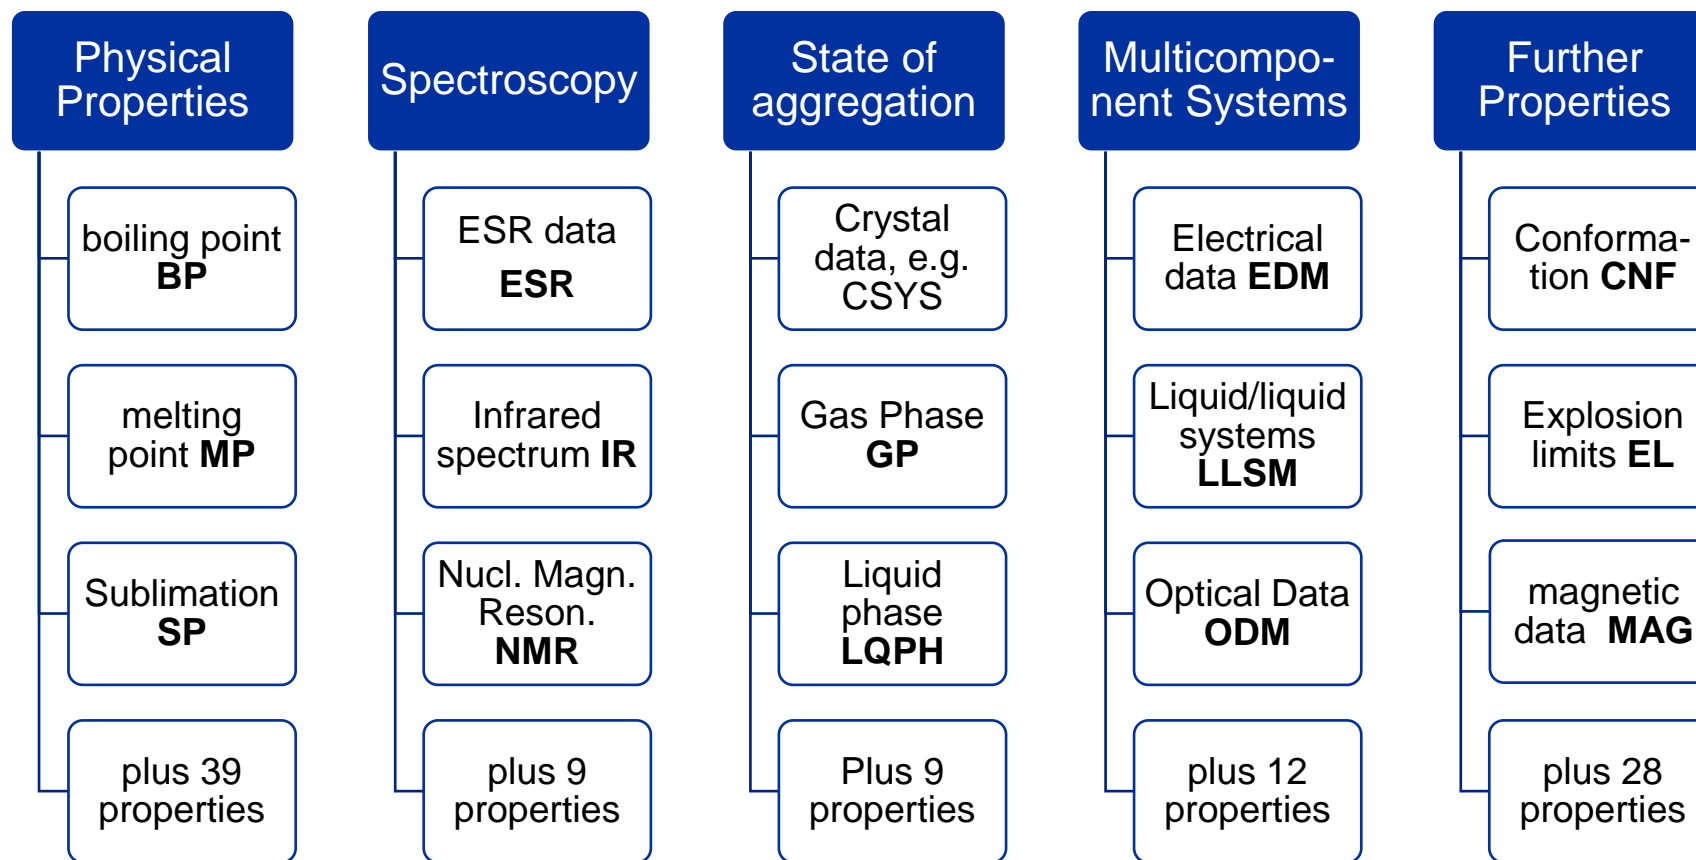 Physical
Properties
boiling point
BP
melting
point MP
Sublimation
SP
plus 39
properties
Spectroscopy
ESR data
ESR
Infrared
spectrum IR
Nucl. Magn.
Reson.
NMR
plus 9
properties
State of
aggregation
Crystal
data, e.g.
CSYS
Gas Phase
GP
Liquid
phase
LQPH
Plus 9
properties
Multicompo-
nent Systems
Electrical
data EDM
Liquid/liquid
systems
LLSM
Optical Data
ODM
plus 12
properties
Further
Properties
Conforma-
tion CNF
Explosion
limits EL
magnetic
data  MAG
plus 28
properties